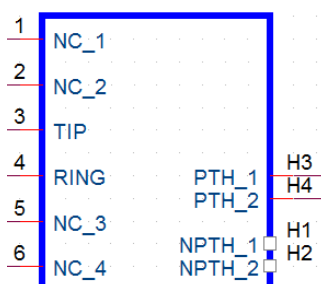 1 NC_1
2 NC_2
3 TIP
4 RING PTH_1 H3
PTH_2 H4
5 NC_3 NPTH_1 H1
6 NC_4 NPTH_2 H2